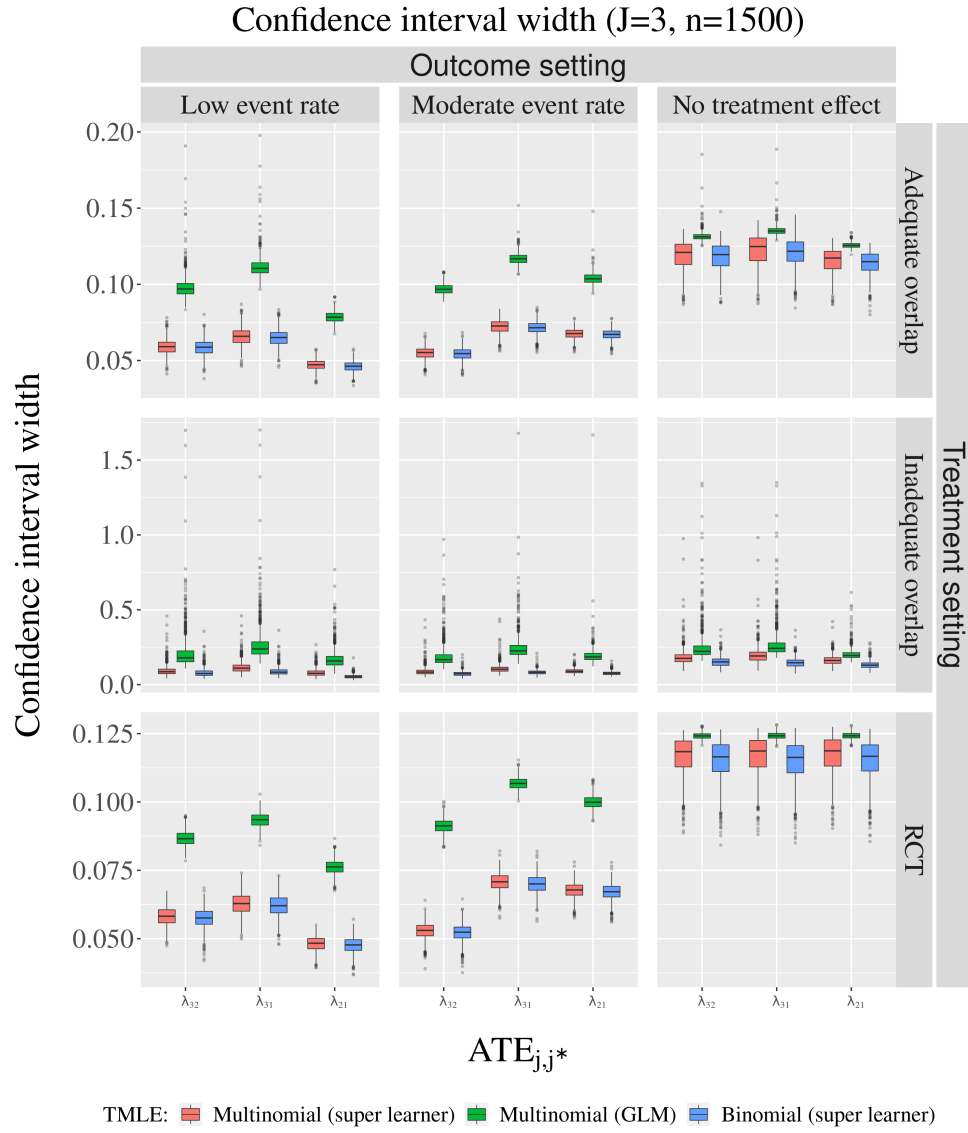 Confidence interval width (J=3, n=1500)
Outcome setting
Low event rate
Moderate event rate
No treatment effect
Confidence interval width
0.20
0.15
0.10
0.05
Adequate overlap
1.5
1.0
0.5
0.0
Inadequate overlap
Treatment setting
0.125
0.100
0.075
0.050
RCT
λ₃₂ λ₃₁ λ₂₁ λ₃₂ λ₃₁ λ₂₁ λ₃₂ λ₃₁ λ₂₁
ATEj,j*
TMLE: Multinomial (super learner) Multinomial (GLM) Binomial (super learner)